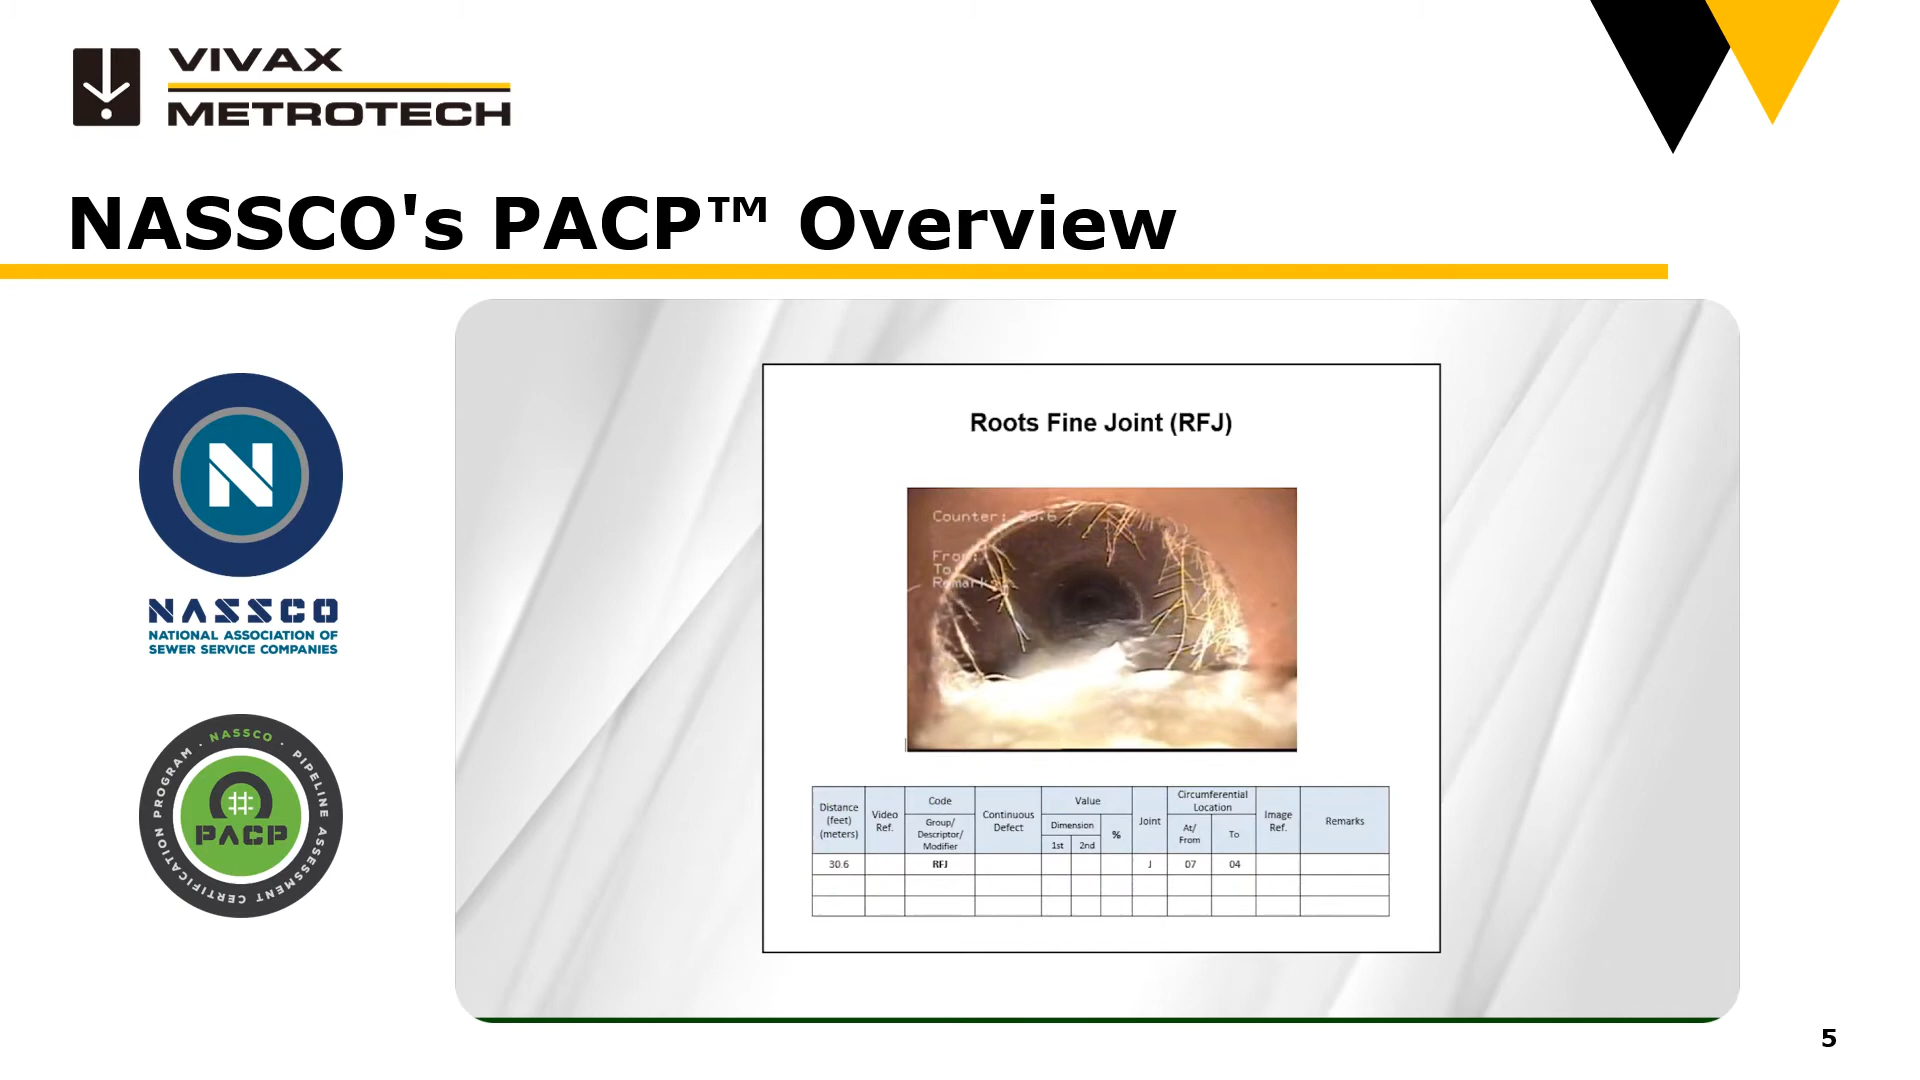 VIVAX
METROTECH
NASSCO's PACP™ Overview
N
NASSCO
NATIONAL ASSOCIATION OF
SEWER SERVICE COMPANIES
· NASSCO · PIPELINE ASSESSMENT CERTIFICATION PROGRAM
PACP
Roots Fine Joint (RFJ)
Counter: 30.6
From:
To:
Remarks:
Distance (feet) (meters) Video Ref. Code Group/ Descriptor/ Modifier Continuous Defect Value Dimension 1st 2nd % Joint Circumferential Location At/ From To Image Ref. Remarks
30.6 RFJ J 07 04
5